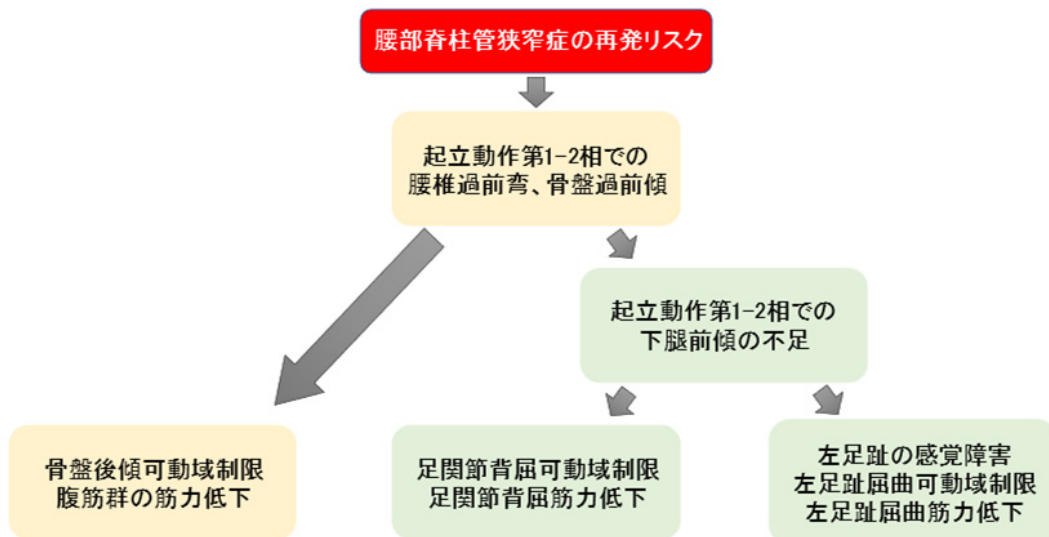 腰部脊柱管狭窄症の再発リスク
起立動作第1-2相での
腰椎過前弯、骨盤過前傾
起立動作第1-2相での
下腿前傾の不足
骨盤後傾可動域制限
腹筋群の筋力低下
足関節背屈可動域制限
足関節背屈筋力低下
左足趾の感覚障害
左足趾屈曲可動域制限
左足趾屈曲筋力低下